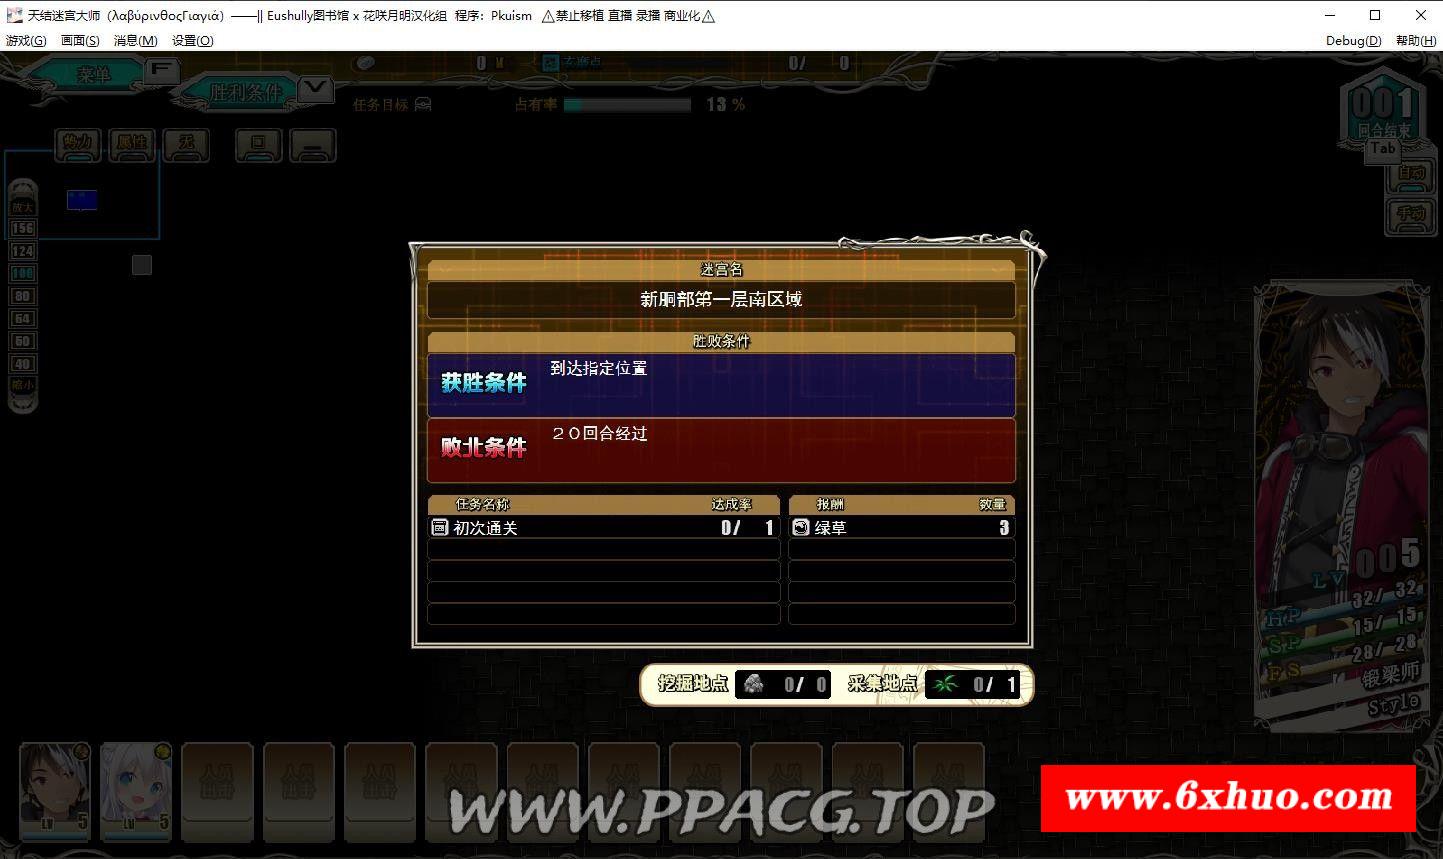 天结迷宫大师（λαβύρινθοςΓιαγιά）——|| Eushully图书馆 x 花咲月明汉化组 程序：Pkuism ⚠禁止移植 直播 录播 商业化⚠
游戏(G) 画面(S) 消息(M) 设置(O) Debug(D) 帮助(H)
菜单 F 0 M 玄磨点 0/ 0
胜利条件 V 任务目标 占有率 13 %
001
回合结束
Tab
势力 属性 无 回
自动
手动
放大
156
124
100
80
64
50
40
缩小
迷宫名
新胴部第一层南区域
胜败条件
获胜条件 到达指定位置
败北条件 ２０回合经过
任务名称 达成率 报酬 数量
初次通关 0/ 1 绿草 3
挖掘地点 0/ 0 采集地点 0/ 1
LV 005
HP 32/ 32
SP 15/ 15
FS 28/ 28
锻梁师
Style
LV 5 LV 5
WWW.PPACG.TOP
www.6xhuo.com